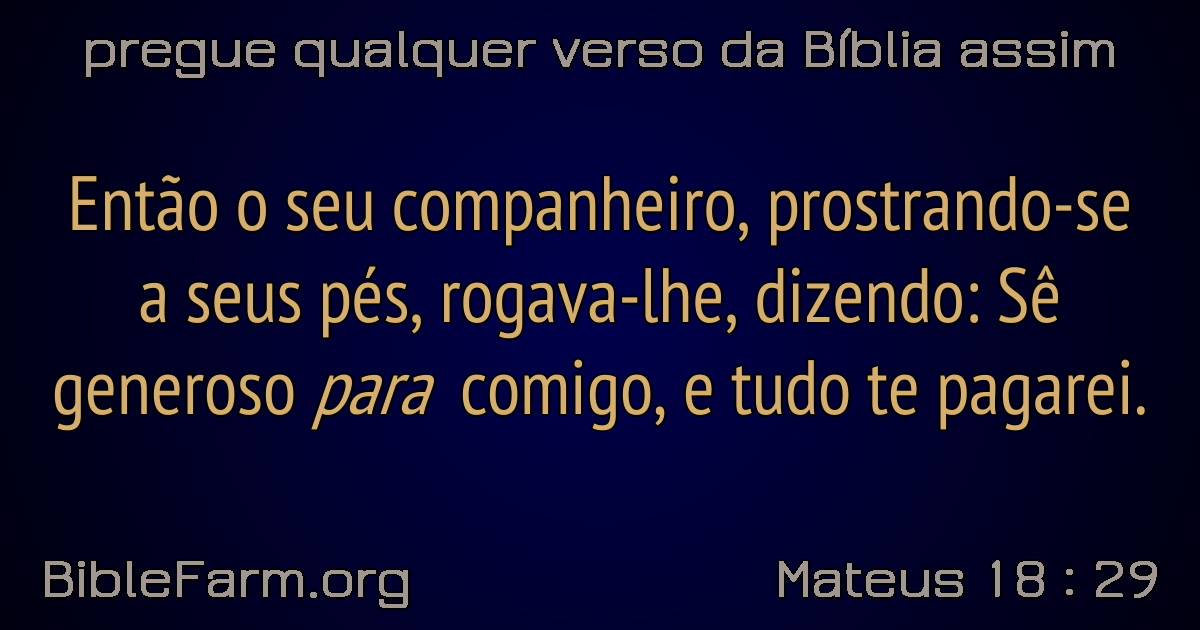 pregue qualquer verso da Bíblia assim
Então o seu companheiro, prostrando-se
a seus pés, rogava-lhe, dizendo: Sê
generoso para comigo, e tudo te pagarei.
BibleFarm.org
Mateus 18 : 29